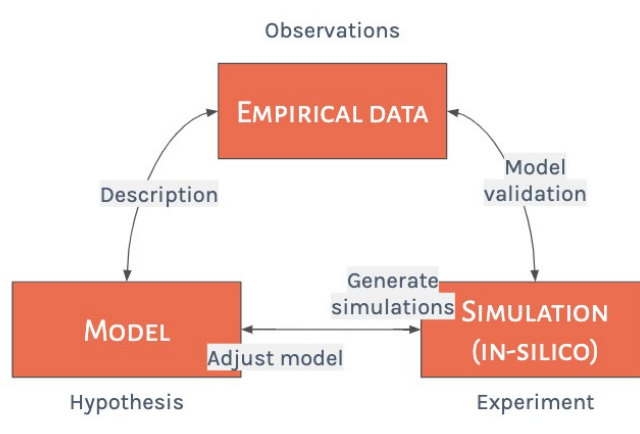 Observations
EMPIRICAL DATA
Description
Model
validation
Generate
simulations
MODEL
SIMULATION
(IN-SILICO)
Adjust model
Hypothesis
Experiment